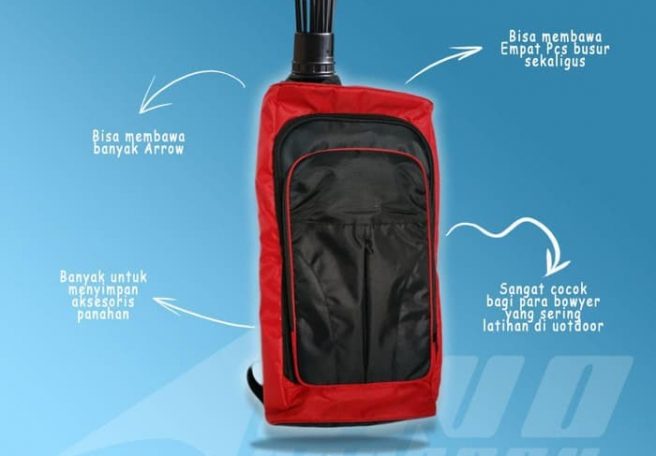 Bisa membawa
Empat Pcs busur
sekaligus
Bisa membawa
banyak Arrow
Sangat cocok
bagi para bowyer
yang sering
latihan di uotdoor
Banyak untuk
menyimpan
aksesoris
panahan